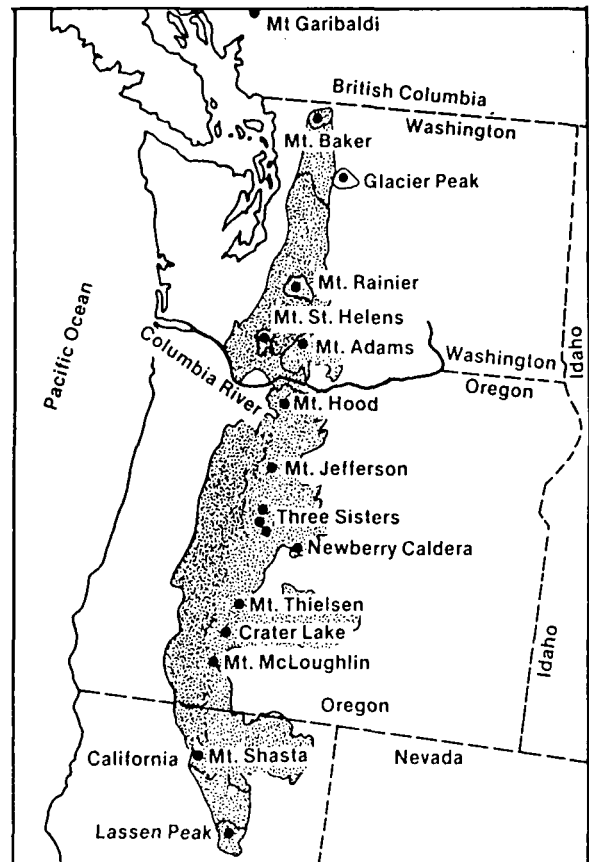 Mt Garibaldi
British Columbia
Washington
Mt. Baker
Glacier Peak
Mt. Rainier
Mt. St. Helens
Mt. Adams
Pacific Ocean
Columbia River
Washington
Oregon
Idaho
Mt. Hood
Mt. Jefferson
Three Sisters
Newberry Caldera
Mt. Thielsen
Crater Lake
Mt. McLoughlin
Idaho
Oregon
California
Mt. Shasta
Nevada
Lassen Peak